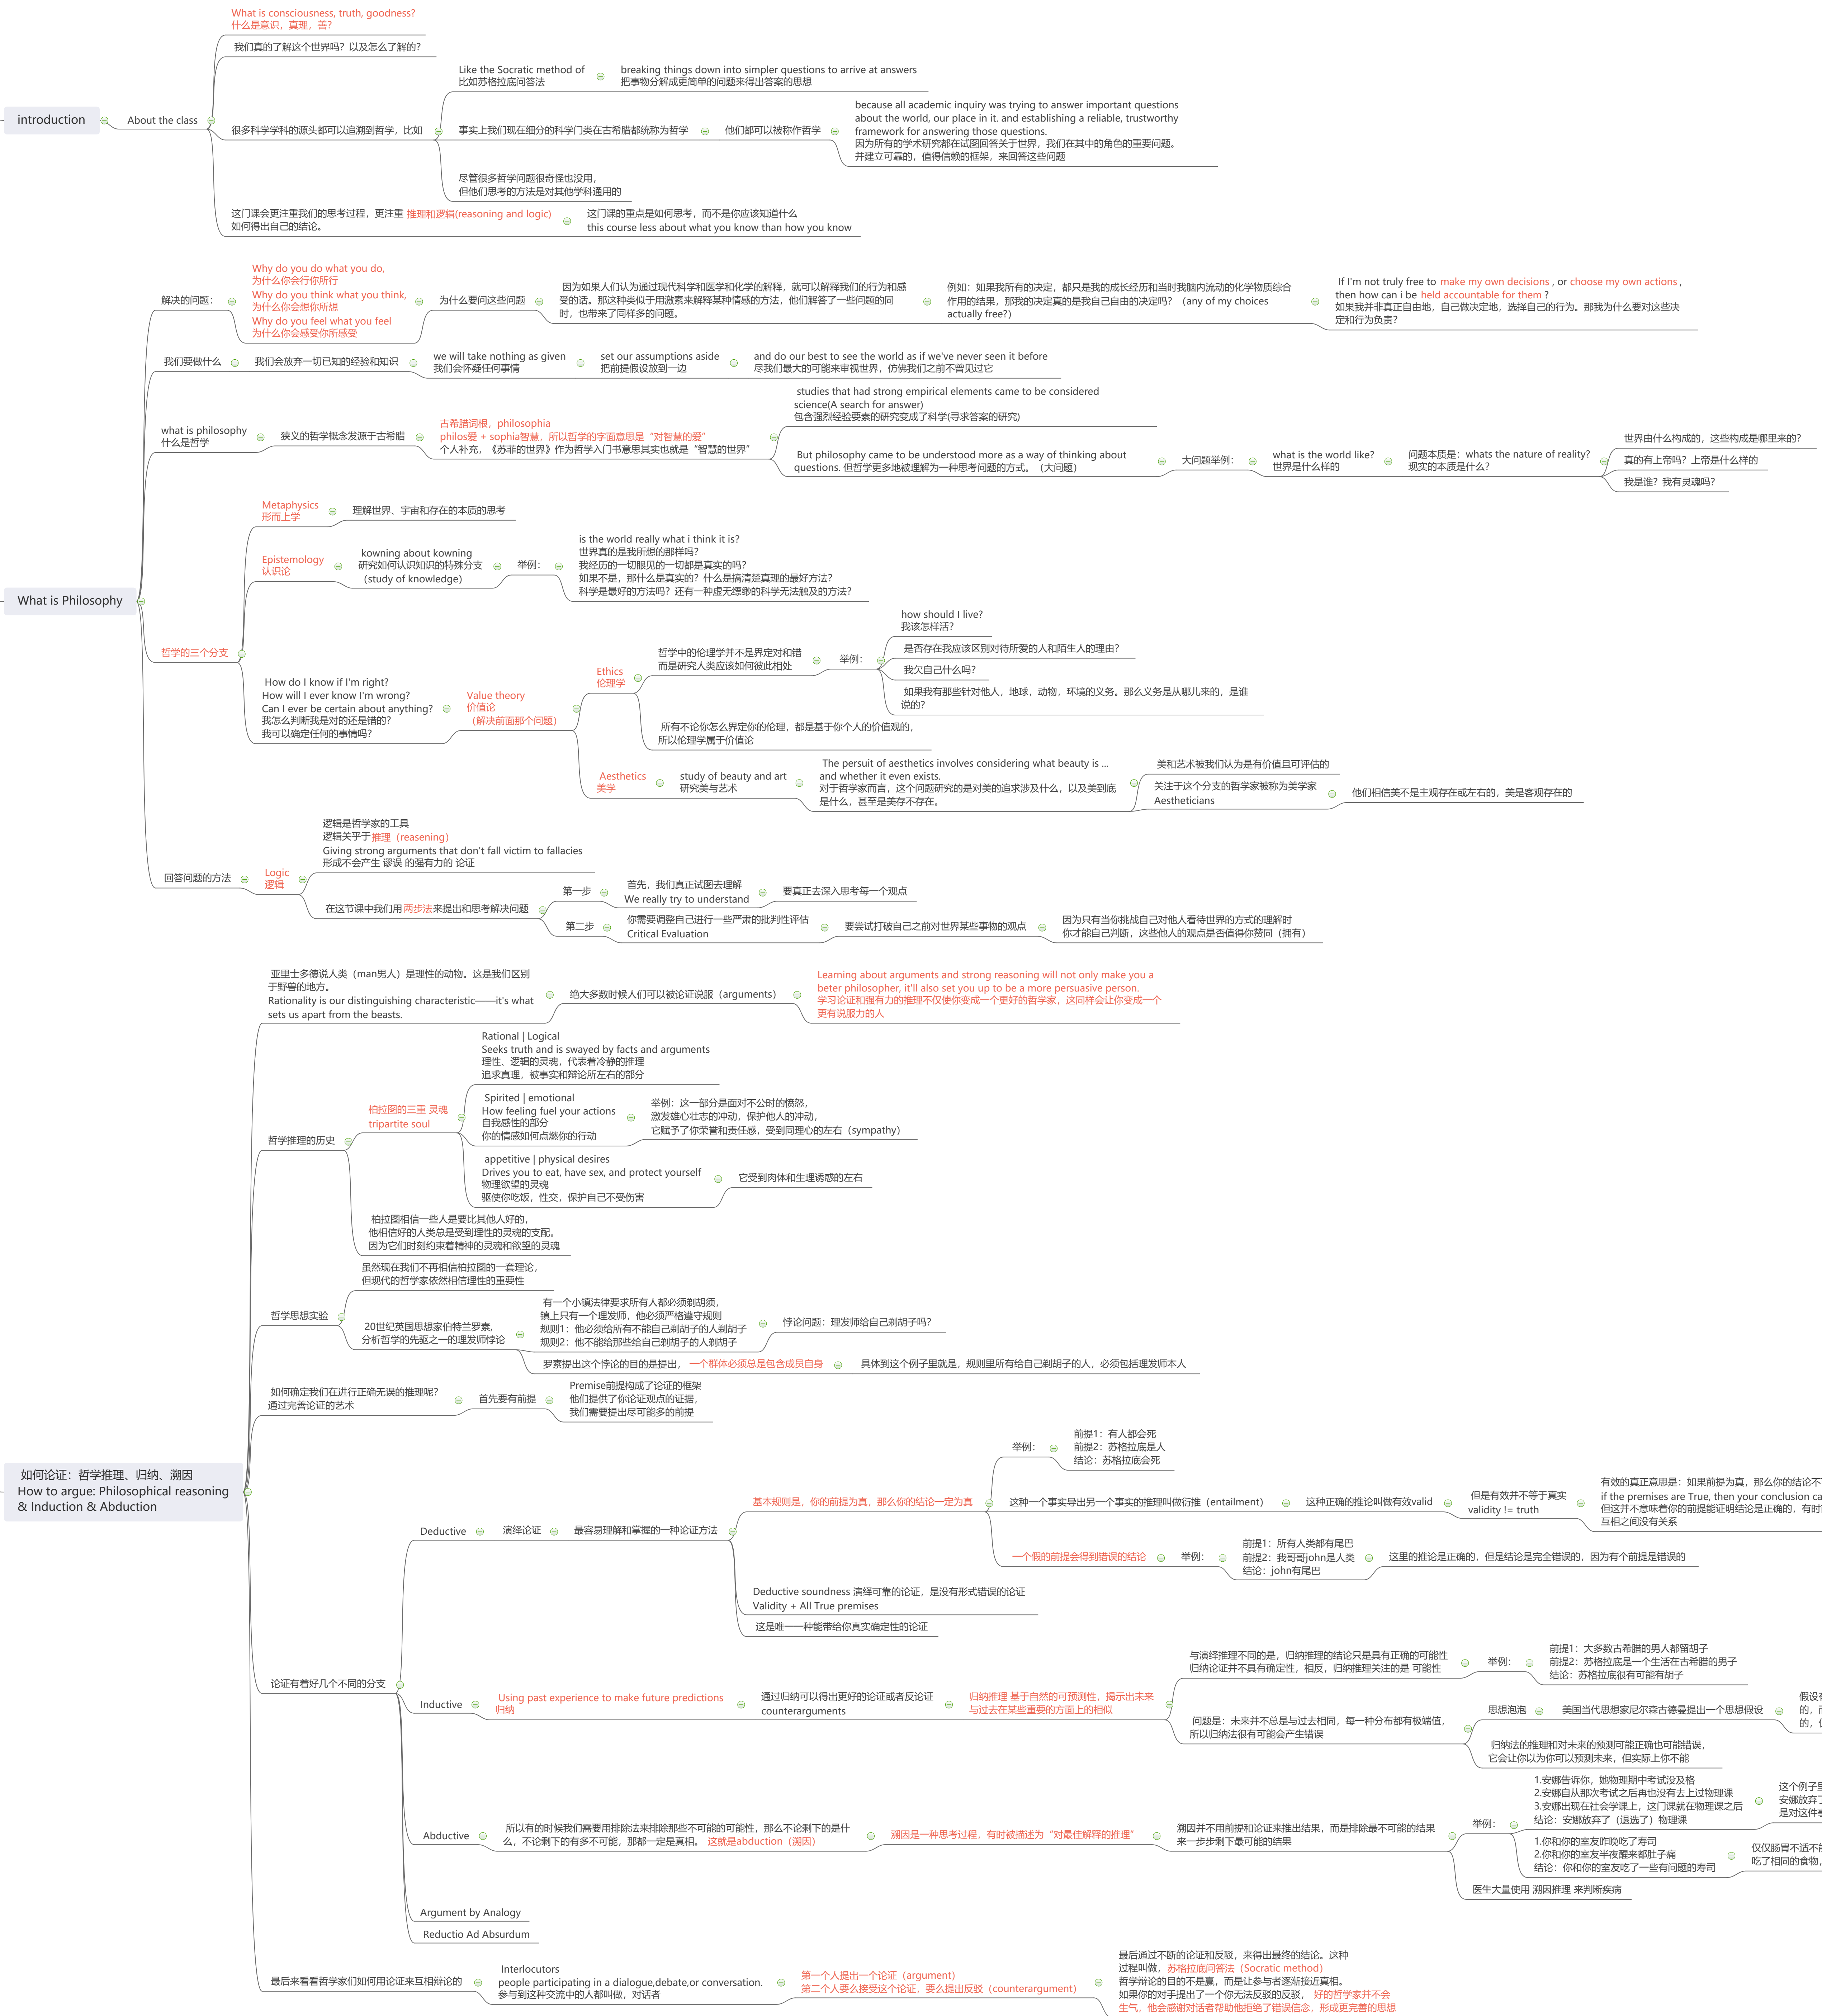 What is consciousness, truth, goodness?
什么是意识，真理，善?
我们真的了解这个世界吗？以及怎么了解的?
introduction
About the class
很多科学学科的源头都可以追溯到哲学，比如
Like the Socratic method of
比如苏格拉底问答法
breaking things down into simpler questions to arrive at answers
把事物分解成更简单的问题来得出答案的思想
事实上我们现在细分的科学门类在古希腊都统称为哲学
他们都可以被称作哲学
because all academic inquiry was trying to answer important questions
about the world, our place in it. and establishing a reliable, trustworthy
framework for answering those questions.
因为所有的学术研究都在试图回答关于世界，我们在其中的角色的重要问题。
并建立可靠的，值得信赖的框架，来回答这些问题
尽管很多哲学问题很奇怪也没用，
但他们思考的方法是对其他学科通用的
这门课会更注重我们的思考过程，更注重 推理和逻辑(reasoning and logic)
如何得出自己的结论。
这门课的重点是如何思考，而不是你应该知道什么
this course less about what you know than how you know
What is Philosophy
解决的问题：
Why do you do what you do,
为什么你会行你所行
Why do you think what you think,
为什么你会想你所想
Why do you feel what you feel
为什么你会感受你所感受
为什么要问这些问题
因为如果人们认为通过现代科学和医学和化学的解释，就可以解释我们的行为和感
受的话。那这种类似于用激素来解释某种情感的方法，他们解答了一些问题的同
时，也带来了同样多的问题。
例如：如果我所有的决定，都只是我的成长经历和当时我脑内流动的化学物质综合
作用的结果，那我的决定真的是我自己自由的决定吗？（any of my choices
actually free?）
If I'm not truly free to make my own decisions , or choose my own actions ,
then how can i be held accountable for them ?
如果我并非真正自由地，自己做决定地，选择自己的行为。那我为什么要对这些决
定和行为负责?
我们要做什么
我们会放弃一切已知的经验和知识
we will take nothing as given
我们会怀疑任何事情
set our assumptions aside
把前提假设放到一边
and do our best to see the world as if we've never seen it before
尽我们最大的可能来审视世界，仿佛我们之前不曾见过它
what is philosophy
什么是哲学
狭义的哲学概念发源于古希腊
古希腊词根，philosophia
philos爱 + sophia智慧，所以哲学的字面意思是“对智慧的爱”
个人补充，《苏菲的世界》作为哲学入门书意思其实也就是“智慧的世界”
studies that had strong empirical elements came to be considered
science(A search for answer)
包含强烈经验要素的研究变成了科学(寻求答案的研究)
But philosophy came to be understood more as a way of thinking about
questions. 但哲学更多地被理解为一种思考问题的方式。（大问题）
大问题举例：
what is the world like?
世界是什么样的
问题本质是：whats the nature of reality?
现实的本质是什么?
世界由什么构成的，这些构成是哪里来的?
真的有上帝吗？上帝是什么样的
我是谁？我有灵魂吗?
哲学的三个分支
Metaphysics
形而上学
理解世界、宇宙和存在的本质的思考
Epistemology
认识论
kowning about kowning
研究如何认识知识的特殊分支
（study of knowledge）
举例：
is the world really what i think it is?
世界真的是我所想的那样吗?
我经历的一切眼见的一切都是真实的吗?
如果不是，那什么是真实的？什么是搞清楚真理的最好方法?
科学是最好的方法吗？还有一种虚无缥缈的科学无法触及的方法?
How do I know if I'm right?
How will I ever know I'm wrong?
Can I ever be certain about anything?
我怎么判断我是对的还是错的?
我可以确定任何的事情吗?
Value theory
价值论
（解决前面那个问题）
Ethics
伦理学
哲学中的伦理学并不是界定对和错
而是研究人类应该如何彼此相处
举例：
how should I live?
我该怎样活?
是否存在我应该区别对待所爱的人和陌生人的理由?
我欠自己什么吗?
如果我有那些针对他人，地球，动物，环境的义务。那么义务是从哪儿来的，是谁
说的?
所有不论你怎么界定你的伦理，都是基于你个人的价值观的，
所以伦理学属于价值论
Aesthetics
美学
study of beauty and art
研究美与艺术
The persuit of aesthetics involves considering what beauty is ...
and whether it even exists.
对于哲学家而言，这个问题研究的是对美的追求涉及什么，以及美到底
是什么，甚至是美存不存在。
美和艺术被我们认为是有价值且可评估的
关注于这个分支的哲学家被称为美学家
Aestheticians
他们相信美不是主观存在或左右的，美是客观存在的
回答问题的方法
Logic
逻辑
逻辑是哲学家的工具
逻辑关乎于推理（reasening）
Giving strong arguments that don't fall victim to fallacies
形成不会产生 谬误 的强有力的 论证
在这节课中我们用两步法来提出和思考解决问题
第一步
首先，我们真正试图去理解
We really try to understand
要真正去深入思考每一个观点
第二步
你需要调整自己进行一些严肃的批判性评估
Critical Evaluation
要尝试打破自己之前对世界某些事物的观点
因为只有当你挑战自己对他人看待世界的方式的理解时
你才能自己判断，这些他人的观点是否值得你赞同（拥有）
如何论证：哲学推理、归纳、溯因
How to argue: Philosophical reasoning
& Induction & Abduction
亚里士多德说人类（man男人）是理性的动物。这是我们区别
于野兽的地方。
Rationality is our distinguishing characteristic——it's what
sets us apart from the beasts.
绝大多数时候人们可以被论证说服（arguments）
Learning about arguments and strong reasoning will not only make you a
beter philosopher, it'll also set you up to be a more persuasive person.
学习论证和强有力的推理不仅使你变成一个更好的哲学家，这同样会让你变成一个
更有说服力的人
哲学推理的历史
柏拉图的三重 灵魂
tripartite soul
Rational | Logical
Seeks truth and is swayed by facts and arguments
理性、逻辑的灵魂，代表着冷静的推理
追求真理，被事实和辩论所左右的部分
Spirited | emotional
How feeling fuel your actions
自我感性的部分
你的情感如何点燃你的行动
举例：这一部分是面对不公时的愤怒，
激发雄心壮志的冲动，保护他人的冲动，
它赋予了你荣誉和责任感，受到同理心的左右（sympathy）
appetitive | physical desires
Drives you to eat, have sex, and protect yourself
物理欲望的灵魂
驱使你吃饭，性交，保护自己不受伤害
它受到肉体和生理诱惑的左右
柏拉图相信一些人是要比其他人好的，
他相信好的人类总是受到理性的灵魂的支配。
因为它们时刻约束着精神的灵魂和欲望的灵魂
哲学思想实验
虽然现在我们不再相信柏拉图的一套理论，
但现代的哲学家依然相信理性的重要性
20世纪英国思想家伯特兰罗素，
分析哲学的先驱之一的理发师悖论
有一个小镇法律要求所有人都必须剃胡须，
镇上只有一个理发师，他必须严格遵守规则
规则1：他必须给所有不能自己剃胡子的人剃胡子
规则2：他不能给那些给自己剃胡子的人剃胡子
悖论问题：理发师给自己剃胡子吗?
罗素提出这个悖论的目的是提出， 一个群体必须总是包含成员自身
具体到这个例子里就是，规则里所有给自己剃胡子的人，必须包括理发师本人
如何确定我们在进行正确无误的推理呢?
通过完善论证的艺术
首先要有前提
Premise前提构成了论证的框架
他们提供了你论证观点的证据，
我们需要提出尽可能多的前提
论证有着好几个不同的分支
Deductive
演绎论证
最容易理解和掌握的一种论证方法
基本规则是，你的前提为真，那么你的结论一定为真
举例：
前提1：有人都会死
前提2：苏格拉底是人
结论：苏格拉底会死
这种一个事实导出另一个事实的推理叫做衍推（entailment）
这种正确的推论叫做有效valid
但是有效并不等于真实
validity != truth
有效的真正意思是：如果前提为真，那么你的结论不
if the premises are True, then your conclusion ca
但这并不意味着你的前提能证明结论是正确的，有时
互相之间没有关系
一个假的前提会得到错误的结论
举例：
前提1：所有人类都有尾巴
前提2：我哥哥john是人类
结论：john有尾巴
这里的推论是正确的，但是结论是完全错误的，因为有个前提是错误的
Deductive soundness 演绎可靠的论证，是没有形式错误的论证
Validity + All True premises
这是唯一一种能带给你真实确定性的论证
Inductive
Using past experience to make future predictions
归纳
通过归纳可以得出更好的论证或者反论证
counterarguments
归纳推理 基于自然的可预测性，揭示出未来
与过去在某些重要的方面上的相似
与演绎推理不同的是，归纳推理的结论只是具有正确的可能性
归纳论证并不具有确定性，相反，归纳推理关注的是 可能性
举例：
前提1：大多数古希腊的男人都留胡子
前提2：苏格拉底是一个生活在古希腊的男子
结论：苏格拉底很有可能有胡子
问题是：未来并不总是与过去相同，每一种分布都有极端值，
所以归纳法很有可能会产生错误
思想泡泡
美国当代思想家尼尔森古德曼提出一个思想假设
假设
的，
的，
归纳法的推理和对未来的预测可能正确也可能错误，
它会让你以为你可以预测未来，但实际上你不能
Abductive
所以有的时候我们需要用排除法来排除那些不可能的可能性，那么不论剩下的是什
么，不论剩下的有多不可能，那都一定是真相。 这就是abduction（溯因）
溯因是一种思考过程，有时被描述为“对最佳解释的推理”
溯因并不用前提和论证来推出结果，而是排除最不可能的结果
来一步步剩下最可能的结果
举例：
1.安娜告诉你，她物理期中考试没及格
2.安娜自从那次考试之后再也没有去上过物理课
3.安娜出现在社会学课上，这门课就在物理课之后
结论：安娜放弃了（退选了）物理课
这个例子
安娜放弃
是对这件
1.你和你的室友昨晚吃了寿司
2.你和你的室友半夜醒来都肚子痛
结论：你和你的室友吃了一些有问题的寿司
仅仅肠胃不适不
吃了相同的食物，
医生大量使用 溯因推理 来判断疾病
Argument by Analogy
Reductio Ad Absurdum
最后来看看哲学家们如何用论证来互相辩论的
Interlocutors
people participating in a dialogue,debate,or conversation.
参与到这种交流中的人都叫做，对话者
第一个人提出一个论证（argument）
第二个人要么接受这个论证，要么提出反驳（counterargument）
最后通过不断的论证和反驳，来得出最终的结论。这种
过程叫做，苏格拉底问答法（Socratic method）
哲学辩论的目的不是赢，而是让参与者逐渐接近真相。
如果你的对手提出了一个你无法反驳的反驳， 好的哲学家并不会
生气，他会感谢对话者帮助他拒绝了错误信念，形成更完善的思想